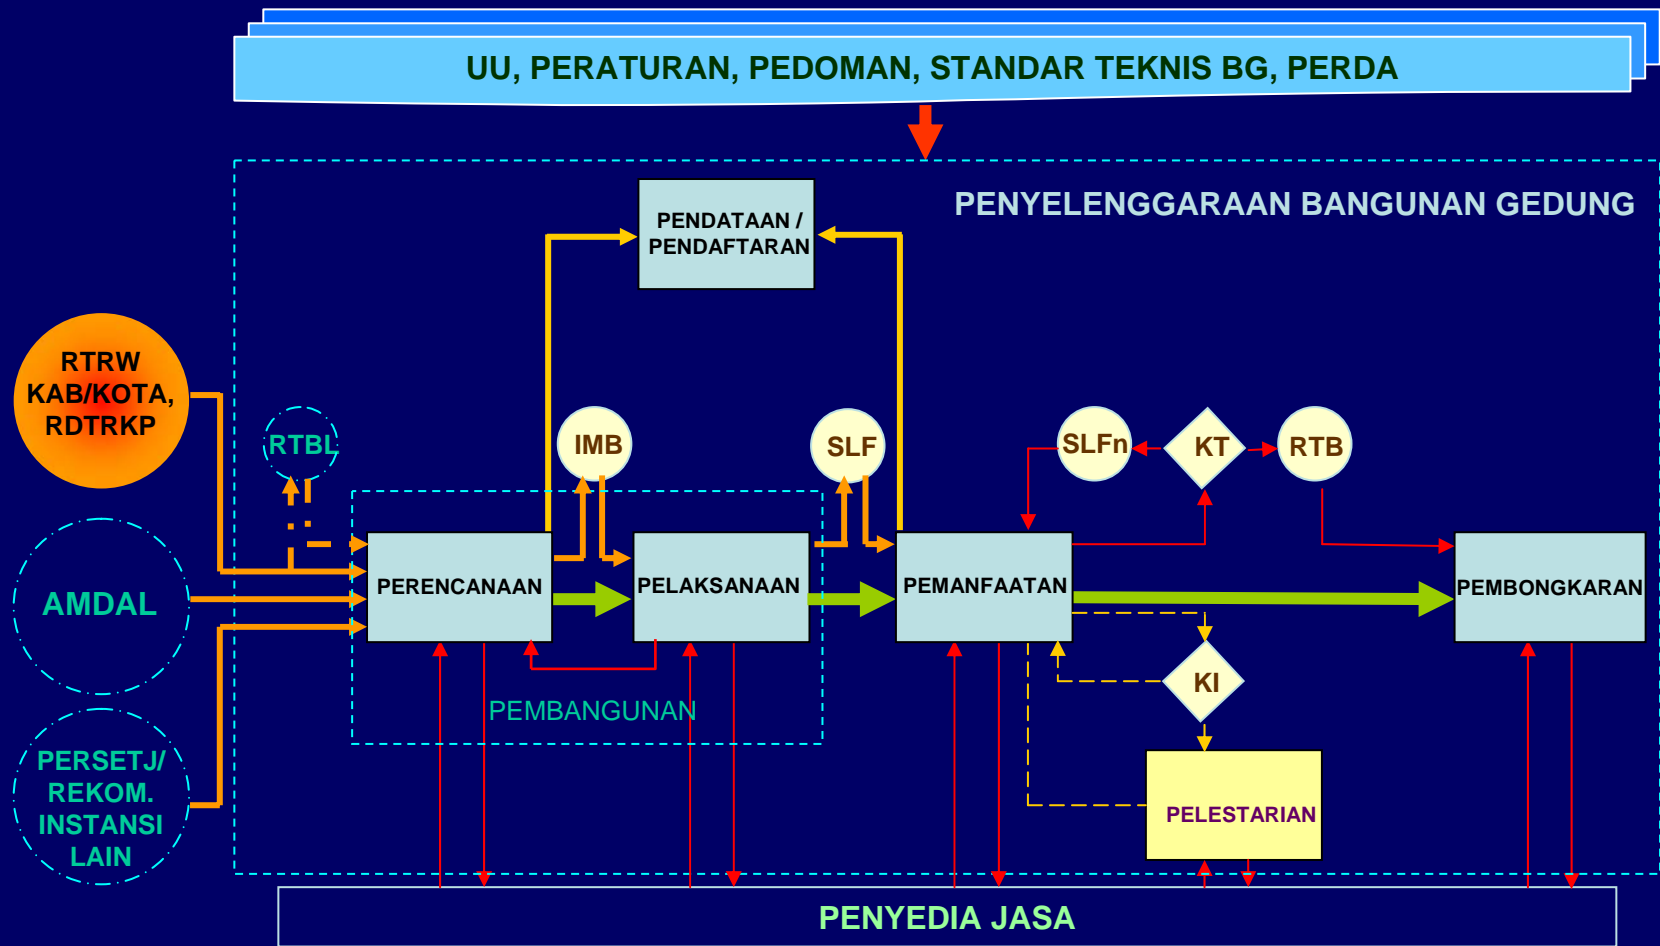 UU, PERATURAN, PEDOMAN, STANDAR TEKNIS BG, PERDA
PENYELENGGARAAN BANGUNAN GEDUNG
PENDATAAN /
PENDAFTARAN
RTRW
KAB/KOTA,
RDTRKP
RTBL
IMB
SLF
SLFn
KT
RTB
AMDAL
PERENCANAAN
PELAKSANAAN
PEMANFAATAN
PEMBONGKARAN
KI
PEMBANGUNAN
PERSETJ/
REKOM.
INSTANSI
LAIN
PELESTARIAN
PENYEDIA JASA